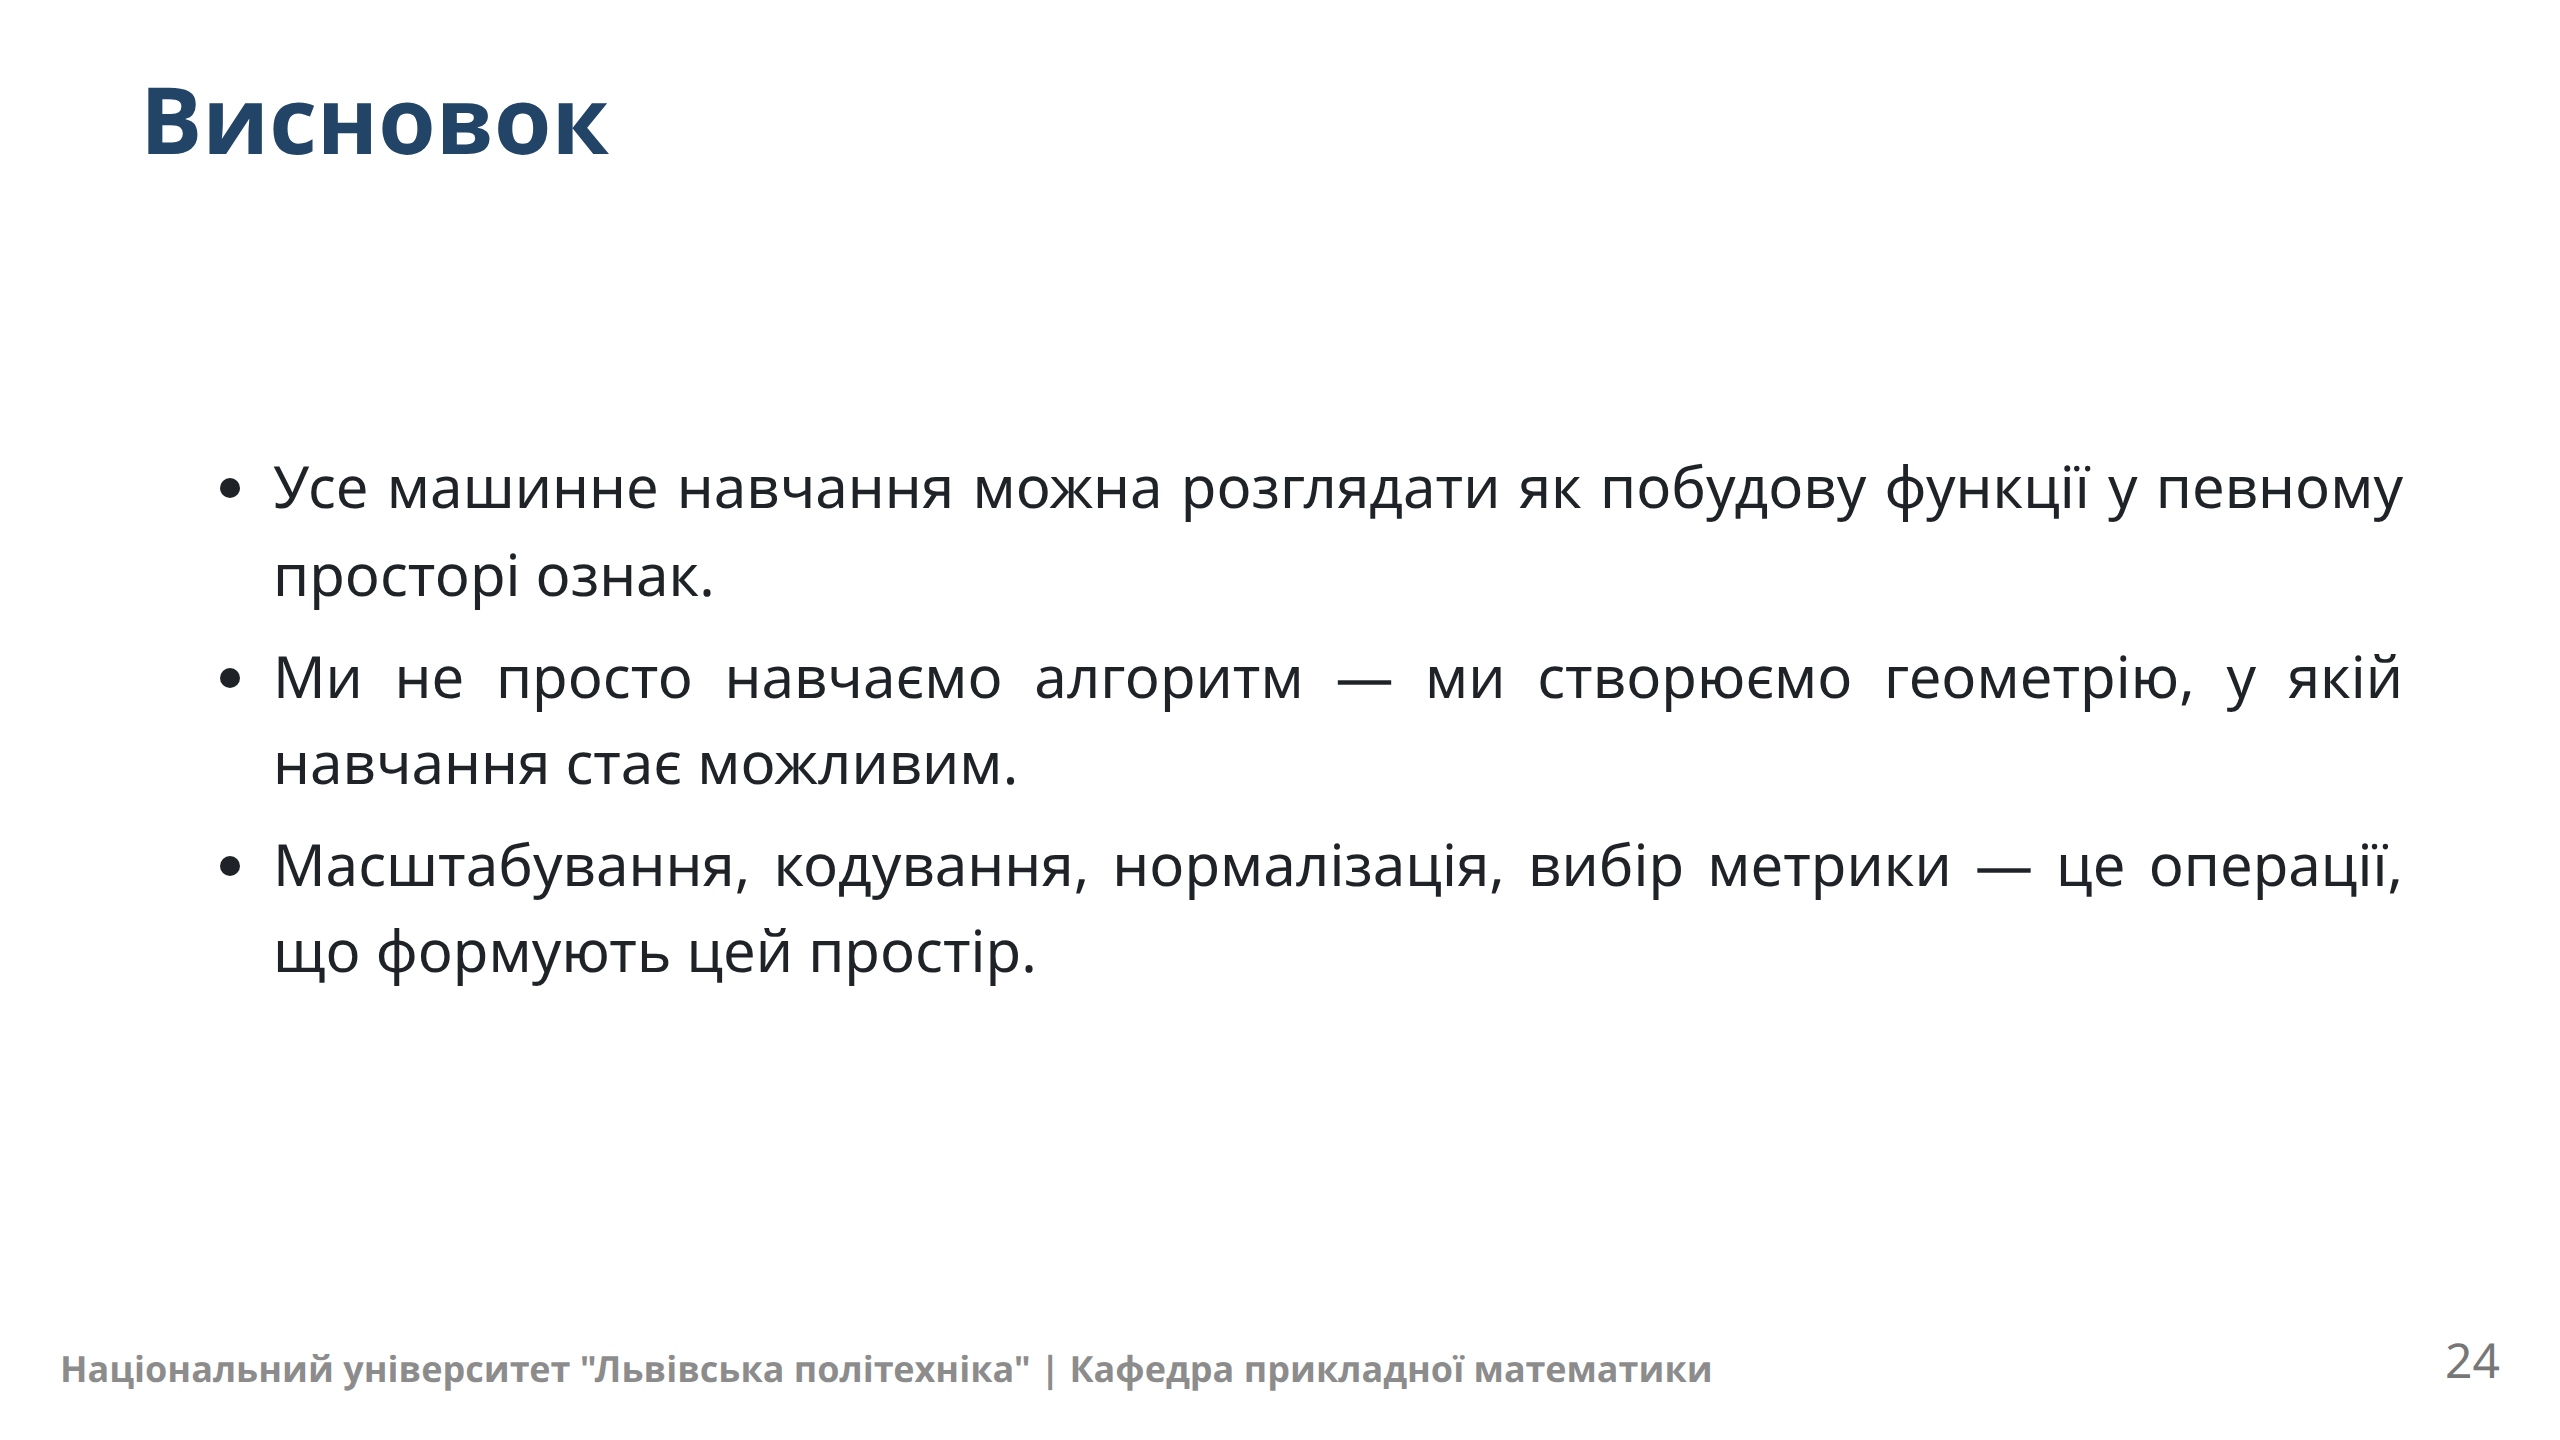 Висновок
• Усе машинне навчання можна розглядати як побудову функції у певному
просторі ознак.
• Ми не просто навчаємо алгоритм — ми створюємо геометрію, у якій
навчання стає можливим.
• Масштабування, кодування, нормалізація, вибір метрики — це операції,
що формують цей простір.
Національний університет "Львівська політехніка" | Кафедра прикладної математики
24